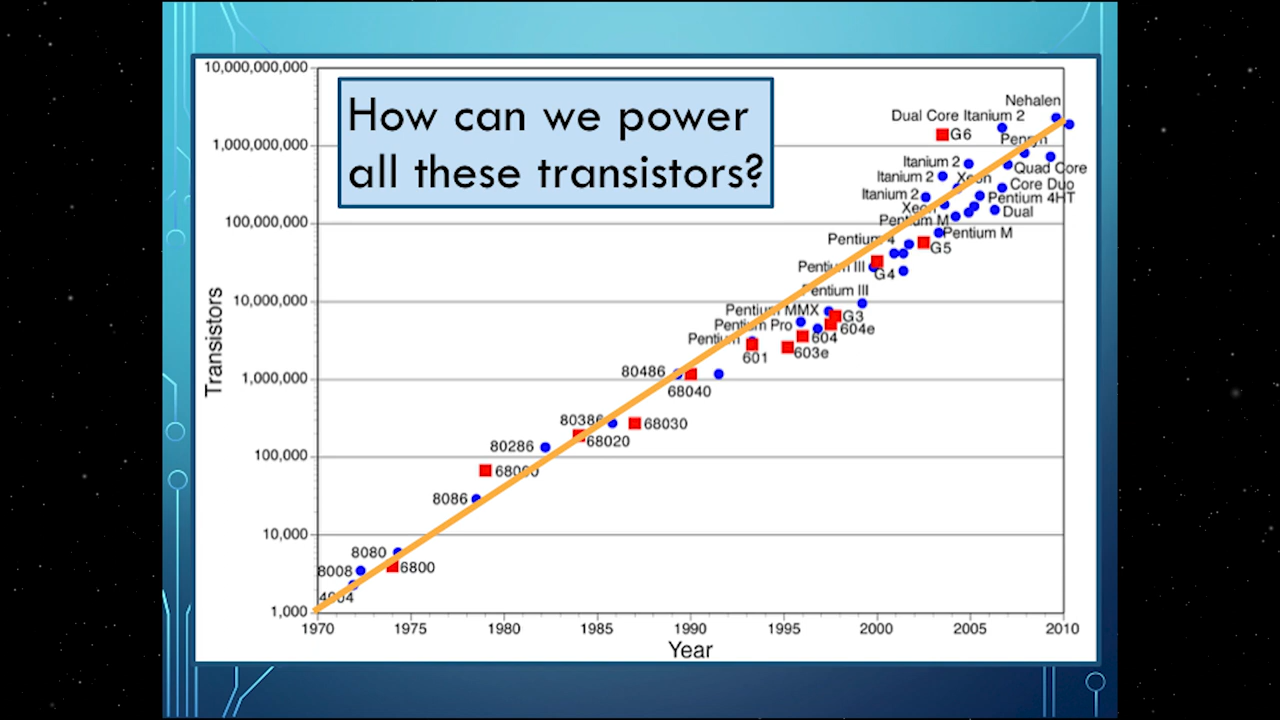 How can we power
all these transistors?
10,000,000,000
1,000,000,000
100,000,000
10,000,000
1,000,000
100,000
10,000
1,000
Transistors
Nehalen
Dual Core Itanium 2
G6
Penryn
Itanium 2
Quad Core
Itanium 2
Xeon
Core Duo
Itanium 2
Pentium 4HT
Xeon
Dual
Pentium M
Pentium M
Pentium 4
G5
Pentium III
G4
Pentium III
Pentium MMX
G3
Pentium Pro
604e
Pentium
604
601
603e
80486
68040
80386
68030
68020
80286
68000
8086
8080
6800
8008
4004
1970
1975
1980
1985
1990
1995
2000
2005
2010
Year